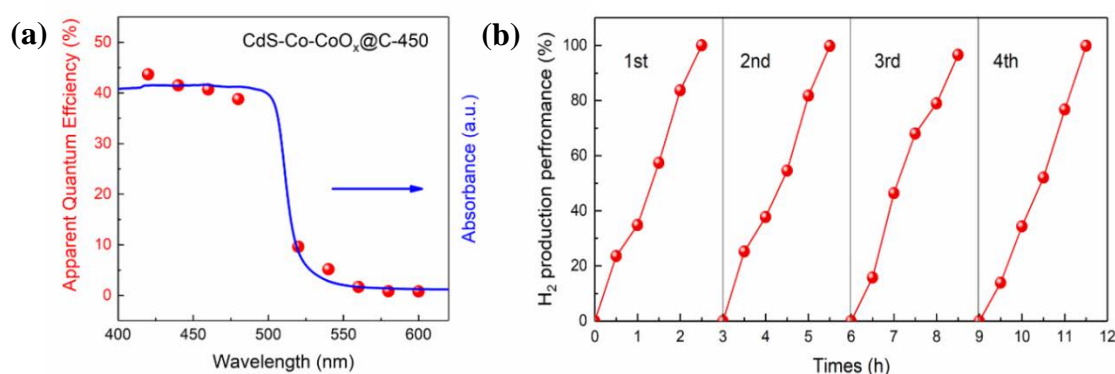 (a)
CdS-Co-CoOx@C-450
Apparent Quantum Effciency (%)
50
40
30
20
10
0
400 450 500 550 600
Wavelength (nm)
Absorbance (a.u.)
(b)
H2 production perfromance (%)
100
80
60
40
20
0
1st 2nd 3rd 4th
0 1 2 3 4 5 6 7 8 9 10 11 12
Times (h)